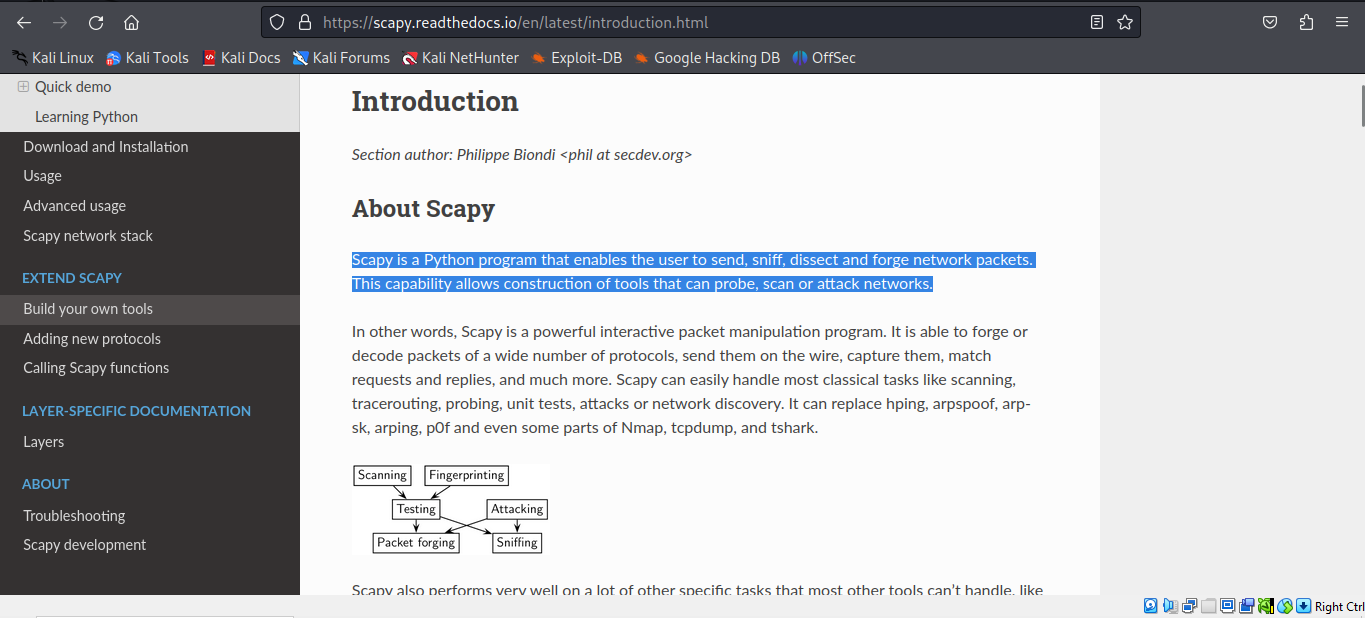 https://scapy.readthedocs.io/en/latest/introduction.html
Kali Linux
Kali Tools
Kali Docs
Kali Forums
Kali NetHunter
Exploit-DB
Google Hacking DB
OffSec
Quick demo
Learning Python
Download and Installation
Usage
Advanced usage
Scapy network stack
EXTEND SCAPY
Build your own tools
Adding new protocols
Calling Scapy functions
LAYER-SPECIFIC DOCUMENTATION
Layers
ABOUT
Troubleshooting
Scapy development
Introduction
Section author: Philippe Biondi <phil at secdev.org>
About Scapy
Scapy is a Python program that enables the user to send, sniff, dissect and forge network packets.
This capability allows construction of tools that can probe, scan or attack networks.
In other words, Scapy is a powerful interactive packet manipulation program. It is able to forge or
decode packets of a wide number of protocols, send them on the wire, capture them, match
requests and replies, and much more. Scapy can easily handle most classical tasks like scanning,
tracerouting, probing, unit tests, attacks or network discovery. It can replace hping, arpspoof, arp-
sk, arping, p0f and even some parts of Nmap, tcpdump, and tshark.
Scanning
Fingerprinting
Testing
Attacking
Packet forging
Sniffing
Scapy also performs very well on a lot of other specific tasks that most other tools can't handle, like
Right Ctrl